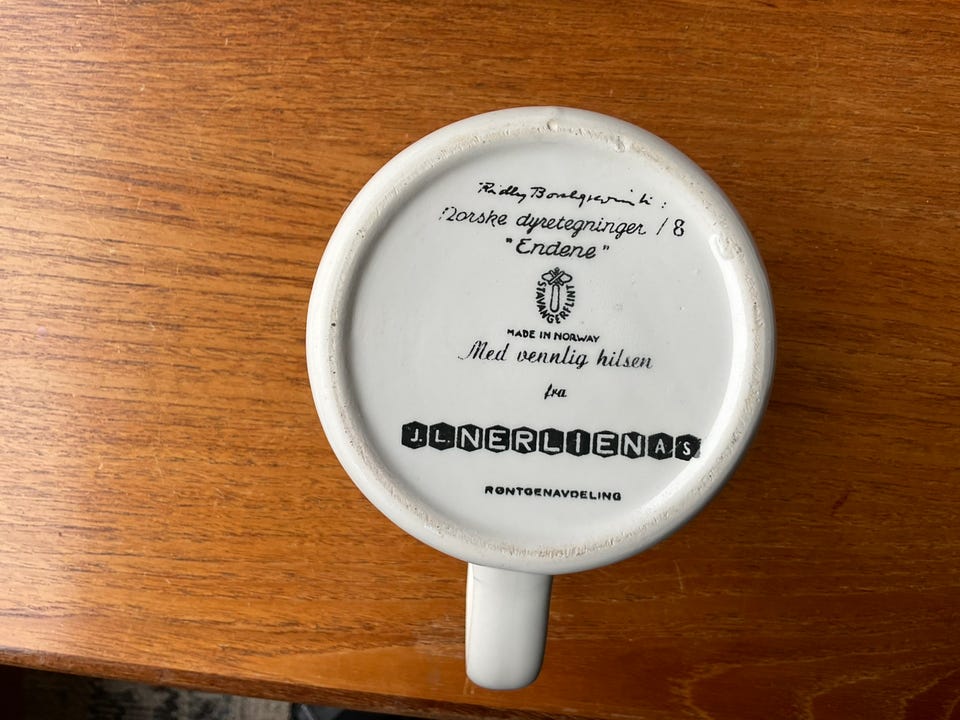 Ridley Borchgrevink :
Norske dyretegninger / 8
"Endene"
STAVANGERFLINT
MADE IN NORWAY
Med vennlig hilsen
fra
J.L. NERLIEN A.S
RØNTGENAVDELING